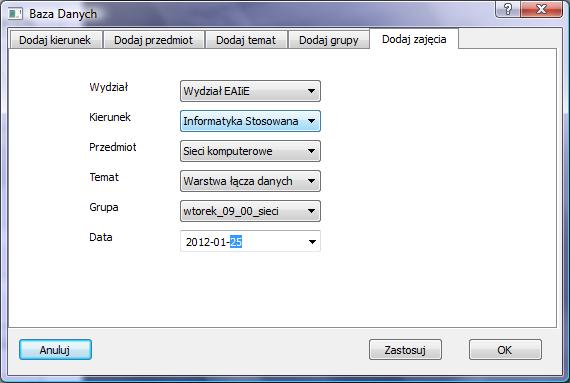 Baza Danych
Dodaj kierunek Dodaj przedmiot Dodaj temat Dodaj grupy Dodaj zajęcia
Wydział Wydział EAIiE
Kierunek Informatyka Stosowana
Przedmiot Sieci komputerowe
Temat Warstwa łącza danych
Grupa wtorek_09_00_sieci
Data 2012-01-25
Anuluj Zastosuj OK